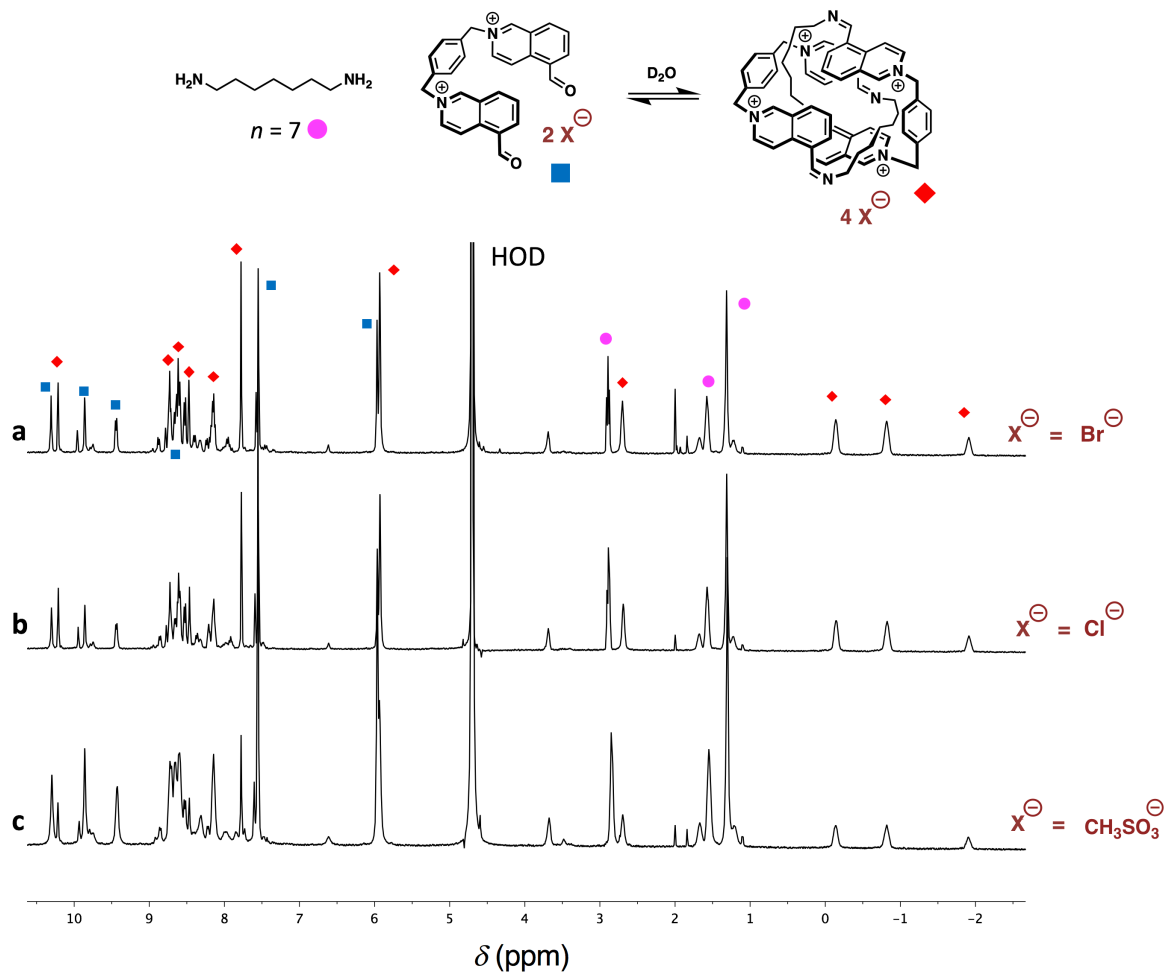 H₂N NH₂
n = 7
N⊕
O
N⊕
O
2 X⊖
D₂O
N
N⊕
N⊕
N
N⊕
N⊕
N
4 X⊖
HOD
a X⊖ = Br⊖
b X⊖ = Cl⊖
c X⊖ = CH₃SO₃⊖
10 9 8 7 6 5 4 3 2 1 0 -1 -2
δ (ppm)